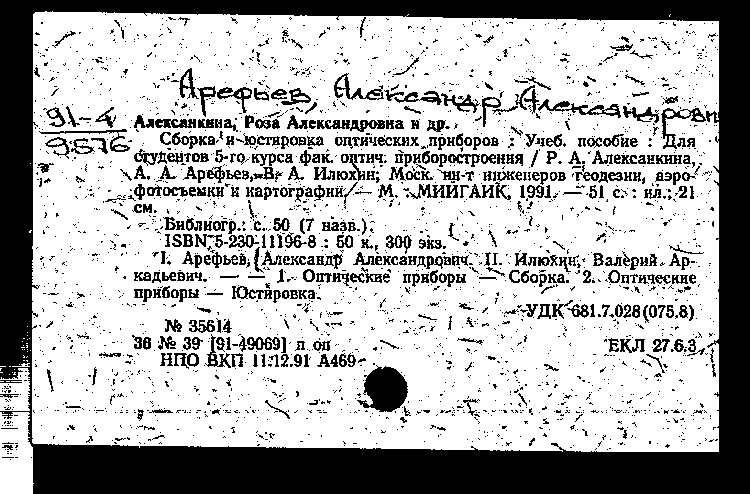 Арефьев, Александр Александрович
91-4
9576
Алексанкина, Роза Александровна и др.
Сборка и юстировка оптических приборов : Учеб. пособие : Для
студентов 5-го курса фак. оптич. приборостроения / Р. А. Алексанкина,
А. А. Арефьев, В. А. Илюхин; Моск. ин-т инженеров геодезии, аэро-
фотосъемки и картографии. — М. : МИИГАИК, 1991. — 51 с. : ил.; 21
см.
Библиогр.: с. 50 (7 назв.).
ISBN 5-230-11196-8 : 50 к., 300 экз.
I. Арефьев, Александр Александрович. II. Илюхин, Валерий Ар-
кадьевич. — — 1. Оптические приборы — Сборка. 2. Оптические
приборы — Юстировка.
УДК 681.7.028(075.8)
№ 35614
36 № 39 [91-49069] п оп
ЕКЛ 27.6.3
НПО ВКП 11.12.91 А469